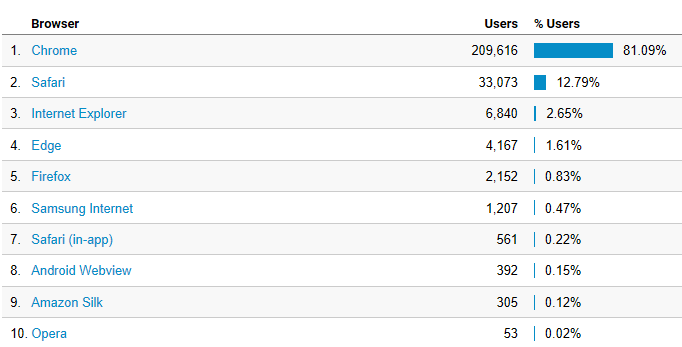 Browser Users % Users
1. Chrome 209,616 81.09%
2. Safari 33,073 12.79%
3. Internet Explorer 6,840 2.65%
4. Edge 4,167 1.61%
5. Firefox 2,152 0.83%
6. Samsung Internet 1,207 0.47%
7. Safari (in-app) 561 0.22%
8. Android Webview 392 0.15%
9. Amazon Silk 305 0.12%
10. Opera 53 0.02%